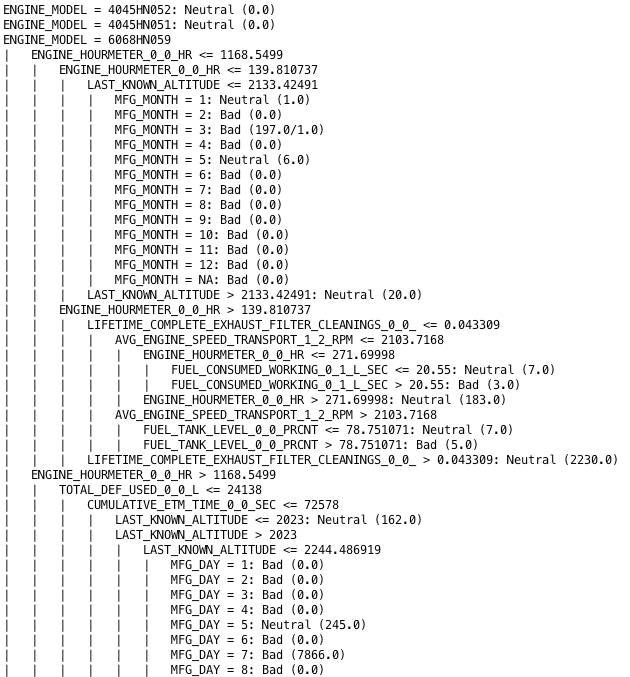 ENGINE_MODEL = 4045HN052: Neutral (0.0)
ENGINE_MODEL = 4045HN051: Neutral (0.0)
ENGINE_MODEL = 6068HN059
|   ENGINE_HOURMETER_0_0_HR <= 1168.5499
|   |   ENGINE_HOURMETER_0_0_HR <= 139.810737
|   |   |   LAST_KNOWN_ALTITUDE <= 2133.42491
|   |   |   |   MFG_MONTH = 1: Neutral (1.0)
|   |   |   |   MFG_MONTH = 2: Bad (0.0)
|   |   |   |   MFG_MONTH = 3: Bad (197.0/1.0)
|   |   |   |   MFG_MONTH = 4: Bad (0.0)
|   |   |   |   MFG_MONTH = 5: Neutral (6.0)
|   |   |   |   MFG_MONTH = 6: Bad (0.0)
|   |   |   |   MFG_MONTH = 7: Bad (0.0)
|   |   |   |   MFG_MONTH = 8: Bad (0.0)
|   |   |   |   MFG_MONTH = 9: Bad (0.0)
|   |   |   |   MFG_MONTH = 10: Bad (0.0)
|   |   |   |   MFG_MONTH = 11: Bad (0.0)
|   |   |   |   MFG_MONTH = 12: Bad (0.0)
|   |   |   |   MFG_MONTH = NA: Bad (0.0)
|   |   |   LAST_KNOWN_ALTITUDE > 2133.42491: Neutral (20.0)
|   |   ENGINE_HOURMETER_0_0_HR > 139.810737
|   |   |   LIFETIME_COMPLETE_EXHAUST_FILTER_CLEANINGS_0_0_ <= 0.043309
|   |   |   |   AVG_ENGINE_SPEED_TRANSPORT_1_2_RPM <= 2103.7168
|   |   |   |   |   ENGINE_HOURMETER_0_0_HR <= 271.69998
|   |   |   |   |   |   FUEL_CONSUMED_WORKING_0_1_L_SEC <= 20.55: Neutral (7.0)
|   |   |   |   |   |   FUEL_CONSUMED_WORKING_0_1_L_SEC > 20.55: Bad (3.0)
|   |   |   |   |   ENGINE_HOURMETER_0_0_HR > 271.69998: Neutral (183.0)
|   |   |   |   AVG_ENGINE_SPEED_TRANSPORT_1_2_RPM > 2103.7168
|   |   |   |   |   FUEL_TANK_LEVEL_0_0_PRCNT <= 78.751071: Neutral (7.0)
|   |   |   |   |   FUEL_TANK_LEVEL_0_0_PRCNT > 78.751071: Bad (5.0)
|   |   |   LIFETIME_COMPLETE_EXHAUST_FILTER_CLEANINGS_0_0_ > 0.043309: Neutral (2230.0)
|   ENGINE_HOURMETER_0_0_HR > 1168.5499
|   |   TOTAL_DEF_USED_0_0_L <= 24138
|   |   |   CUMULATIVE_ETM_TIME_0_0_SEC <= 72578
|   |   |   |   LAST_KNOWN_ALTITUDE <= 2023: Neutral (162.0)
|   |   |   |   LAST_KNOWN_ALTITUDE > 2023
|   |   |   |   |   LAST_KNOWN_ALTITUDE <= 2244.486919
|   |   |   |   |   |   MFG_DAY = 1: Bad (0.0)
|   |   |   |   |   |   MFG_DAY = 2: Bad (0.0)
|   |   |   |   |   |   MFG_DAY = 3: Bad (0.0)
|   |   |   |   |   |   MFG_DAY = 4: Bad (0.0)
|   |   |   |   |   |   MFG_DAY = 5: Neutral (245.0)
|   |   |   |   |   |   MFG_DAY = 6: Bad (0.0)
|   |   |   |   |   |   MFG_DAY = 7: Bad (7866.0)
|   |   |   |   |   |   MFG_DAY = 8: Bad (0.0)